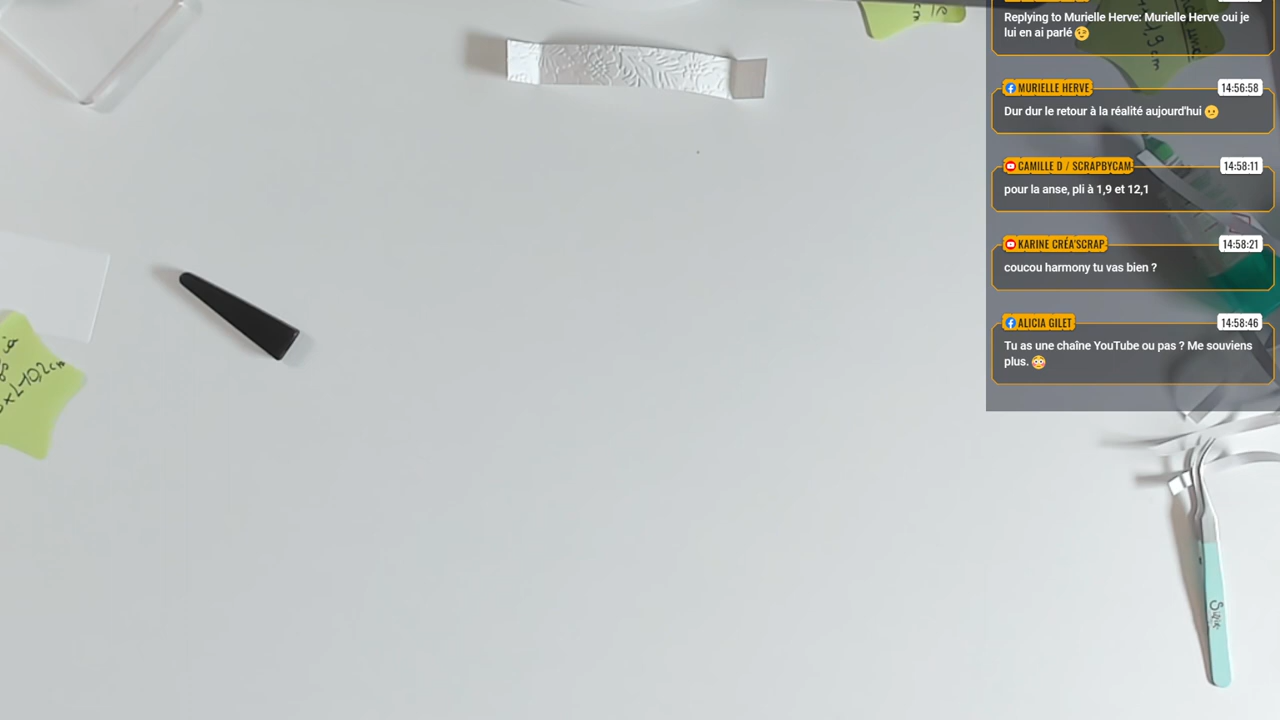 Replying to Murielle Herve: Murielle Herve oui je
lui en ai parlé 😉
MURIELLE HERVE 14:56:58
Dur dur le retour à la réalité aujourd'hui 😕
CAMILLE D / SCRAPBYCAM 14:58:11
pour la anse, pli à 1,9 et 12,1
KARINE CRÉA'SCRAP 14:58:21
coucou harmony tu vas bien ?
ALICIA GILET 14:58:46
Tu as une chaîne YouTube ou pas ? Me souviens
plus. 😳